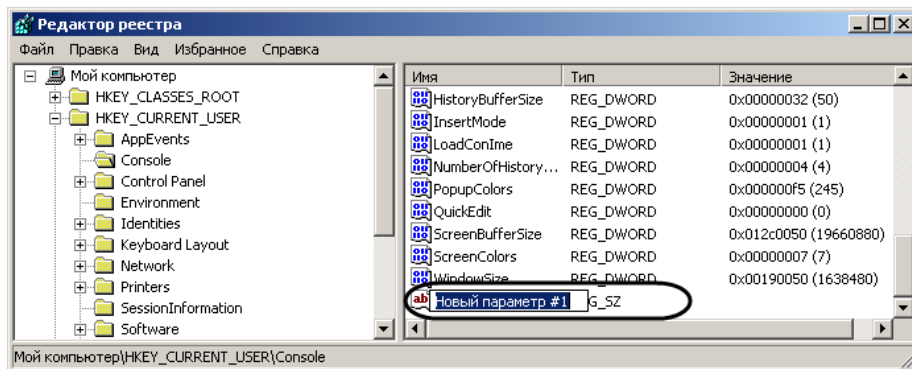 Редактор реестра
Файл Правка Вид Избранное Справка
Мой компьютер
HKEY_CLASSES_ROOT
HKEY_CURRENT_USER
AppEvents
Console
Control Panel
Environment
Identities
Keyboard Layout
Network
Printers
SessionInformation
Software
Имя Тип Значение
HistoryBufferSize REG_DWORD 0x00000032 (50)
InsertMode REG_DWORD 0x00000001 (1)
LoadConIme REG_DWORD 0x00000001 (1)
NumberOfHistory... REG_DWORD 0x00000004 (4)
PopupColors REG_DWORD 0x000000f5 (245)
QuickEdit REG_DWORD 0x00000000 (0)
ScreenBufferSize REG_DWORD 0x012c0050 (19660880)
ScreenColors REG_DWORD 0x00000007 (7)
WindowSize REG_DWORD 0x00190050 (1638480)
ab Новый параметр #1 G_SZ
Мой компьютер\HKEY_CURRENT_USER\Console